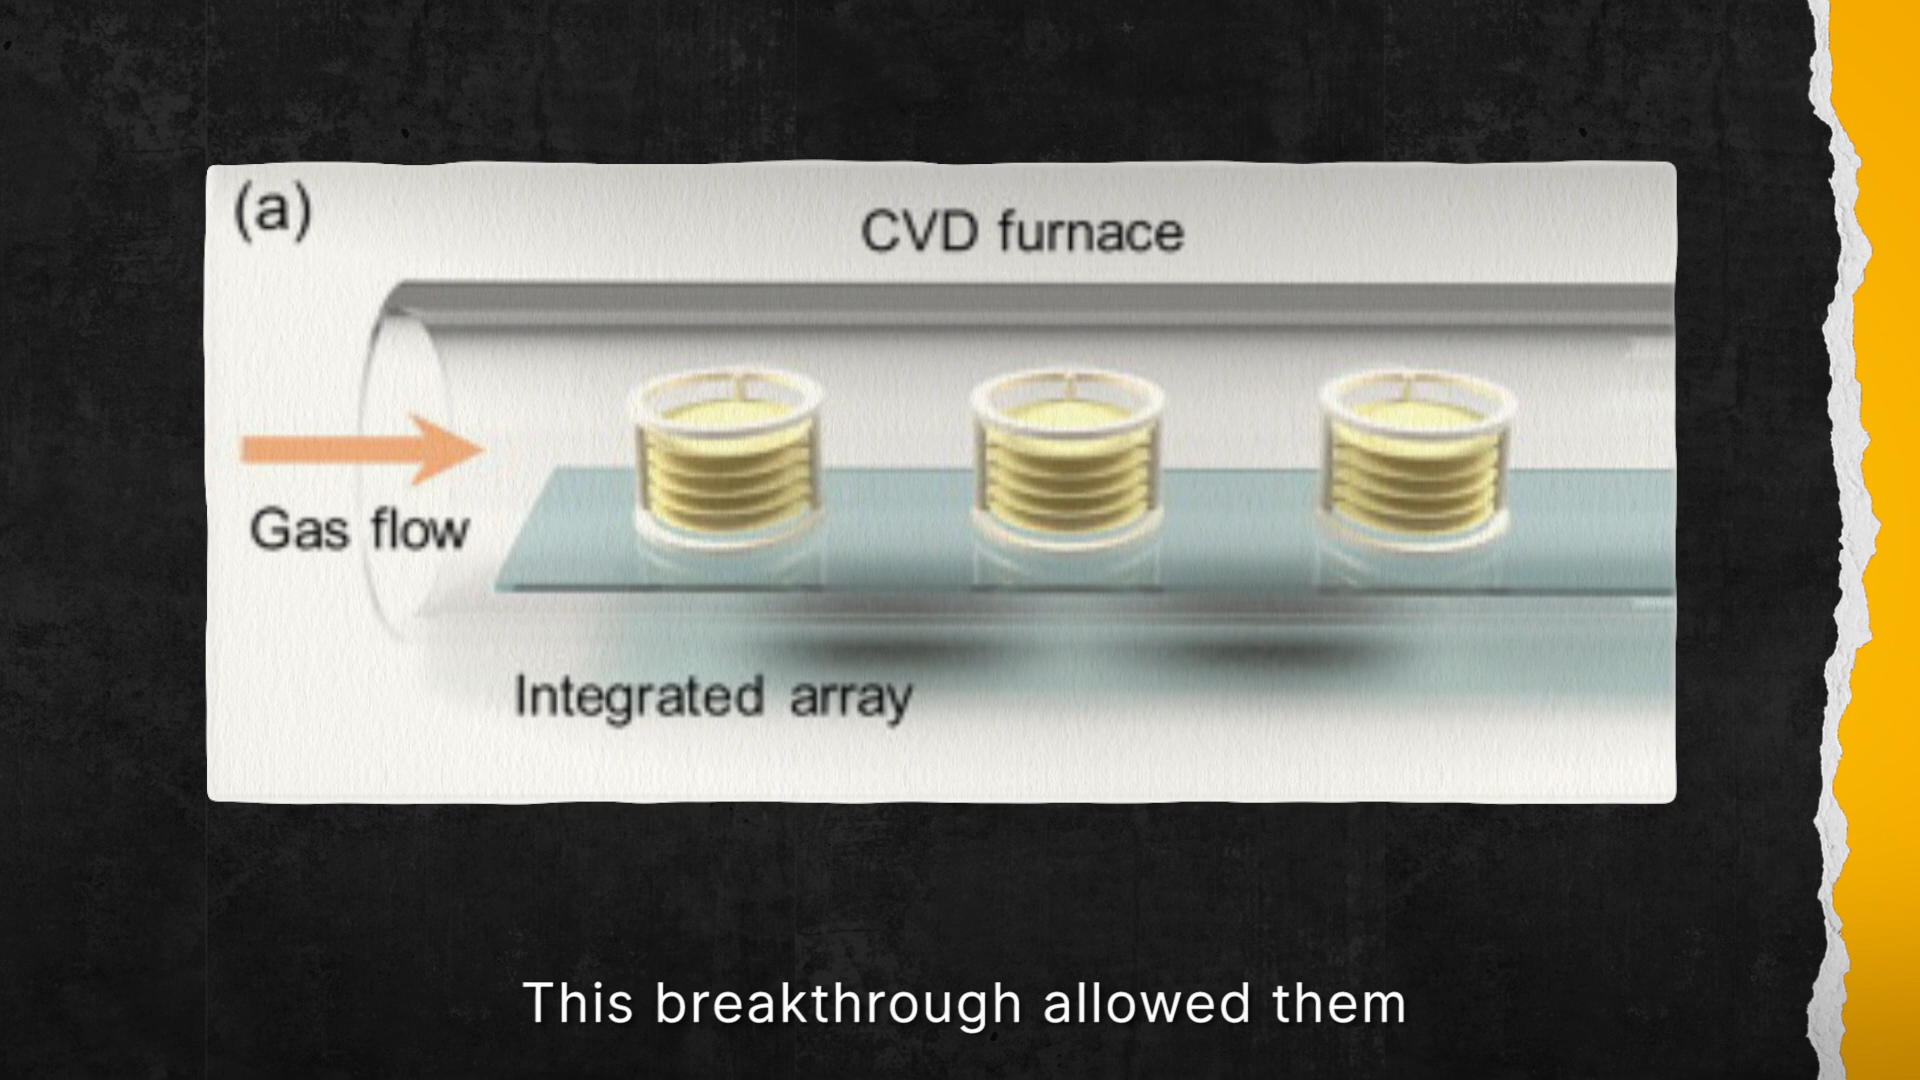 (a)
CVD furnace
Gas flow
Integrated array
This breakthrough allowed them